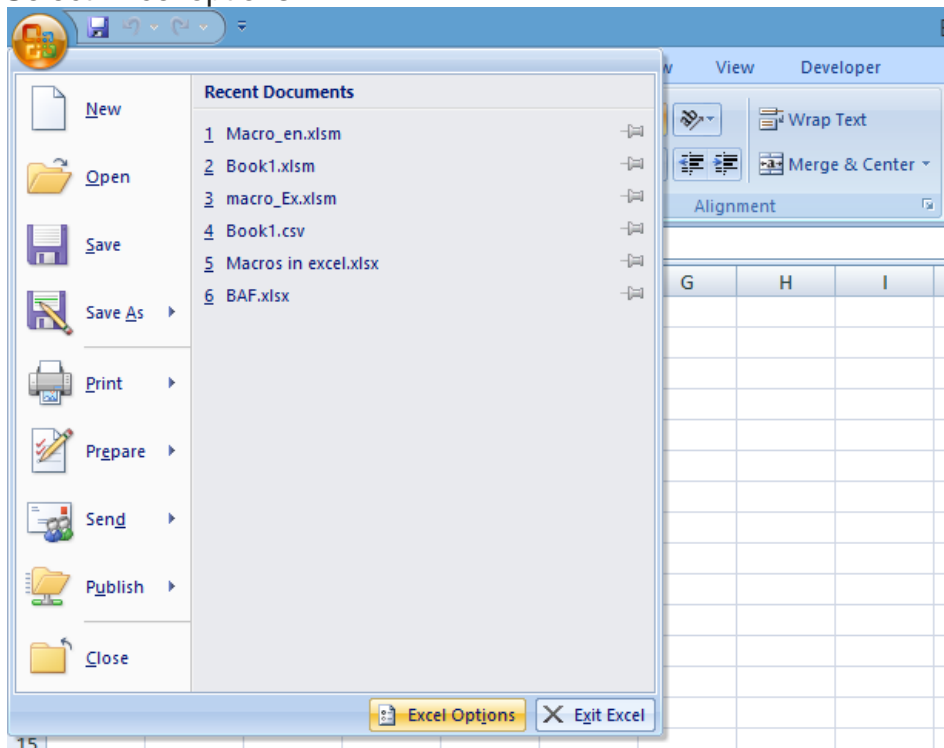 View Developer
New
Open
Save
Save As
Print
Prepare
Send
Publish
Close
Recent Documents
1 Macro_en.xlsm
2 Book1.xlsm
3 macro_Ex.xlsm
4 Book1.csv
5 Macros in excel.xlsx
6 BAF.xlsx
Excel Options Exit Excel
Wrap Text
Merge & Center
Alignment
G H I
15